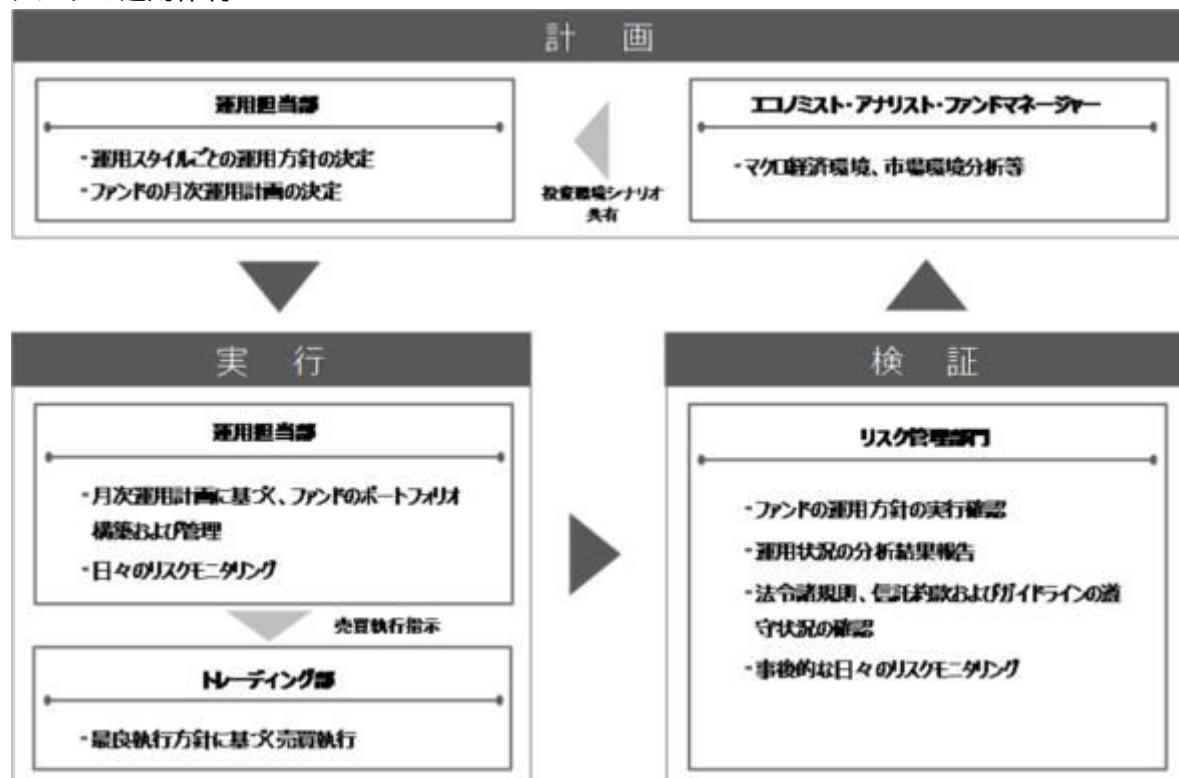 計 画
運用担当部
・運用スタイルごとの運用方針の決定
・ファンドの月次運用計画の決定
投資環境シナリオ
共有
エコノミスト・アナリスト・ファンドマネージャー
・マクロ経済環境、市場環境分析等
実 行
運用担当部
・月次運用計画に基づく、ファンドのポートフォリオ
構築および管理
・日々のリスクモニタリング
売買執行指示
トレーディング部
・最良執行方針に基づく売買執行
検 証
リスク管理部門
・ファンドの運用方針の実行確認
・運用状況の分析結果報告
・法令諸規則、信託約款およびガイドラインの遵
守状況の確認
・事後的な日々のリスクモニタリング